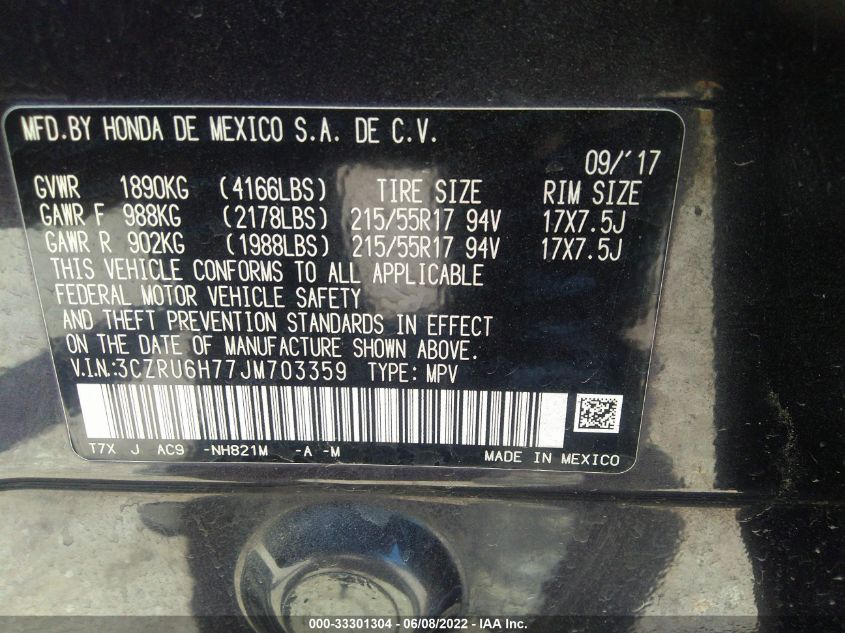 MFD.BY HONDA DE MEXICO S.A. DE C.V.
09/'17
GVWR 1890KG (4166LBS) TIRE SIZE RIM SIZE
GAWR F 988KG (2178LBS) 215/55R17 94V 17X7.5J
GAWR R 902KG (1988LBS) 215/55R17 94V 17X7.5J
THIS VEHICLE CONFORMS TO ALL APPLICABLE
FEDERAL MOTOR VEHICLE SAFETY
AND THEFT PREVENTION STANDARDS IN EFFECT
ON THE DATE OF MANUFACTURE SHOWN ABOVE.
V.I.N:3CZRU6H77JM703359 TYPE: MPV
T7X J AC9 -NH821M -A -M MADE IN MEXICO
000-33301304 | 06/08/2022 - IAA Inc.